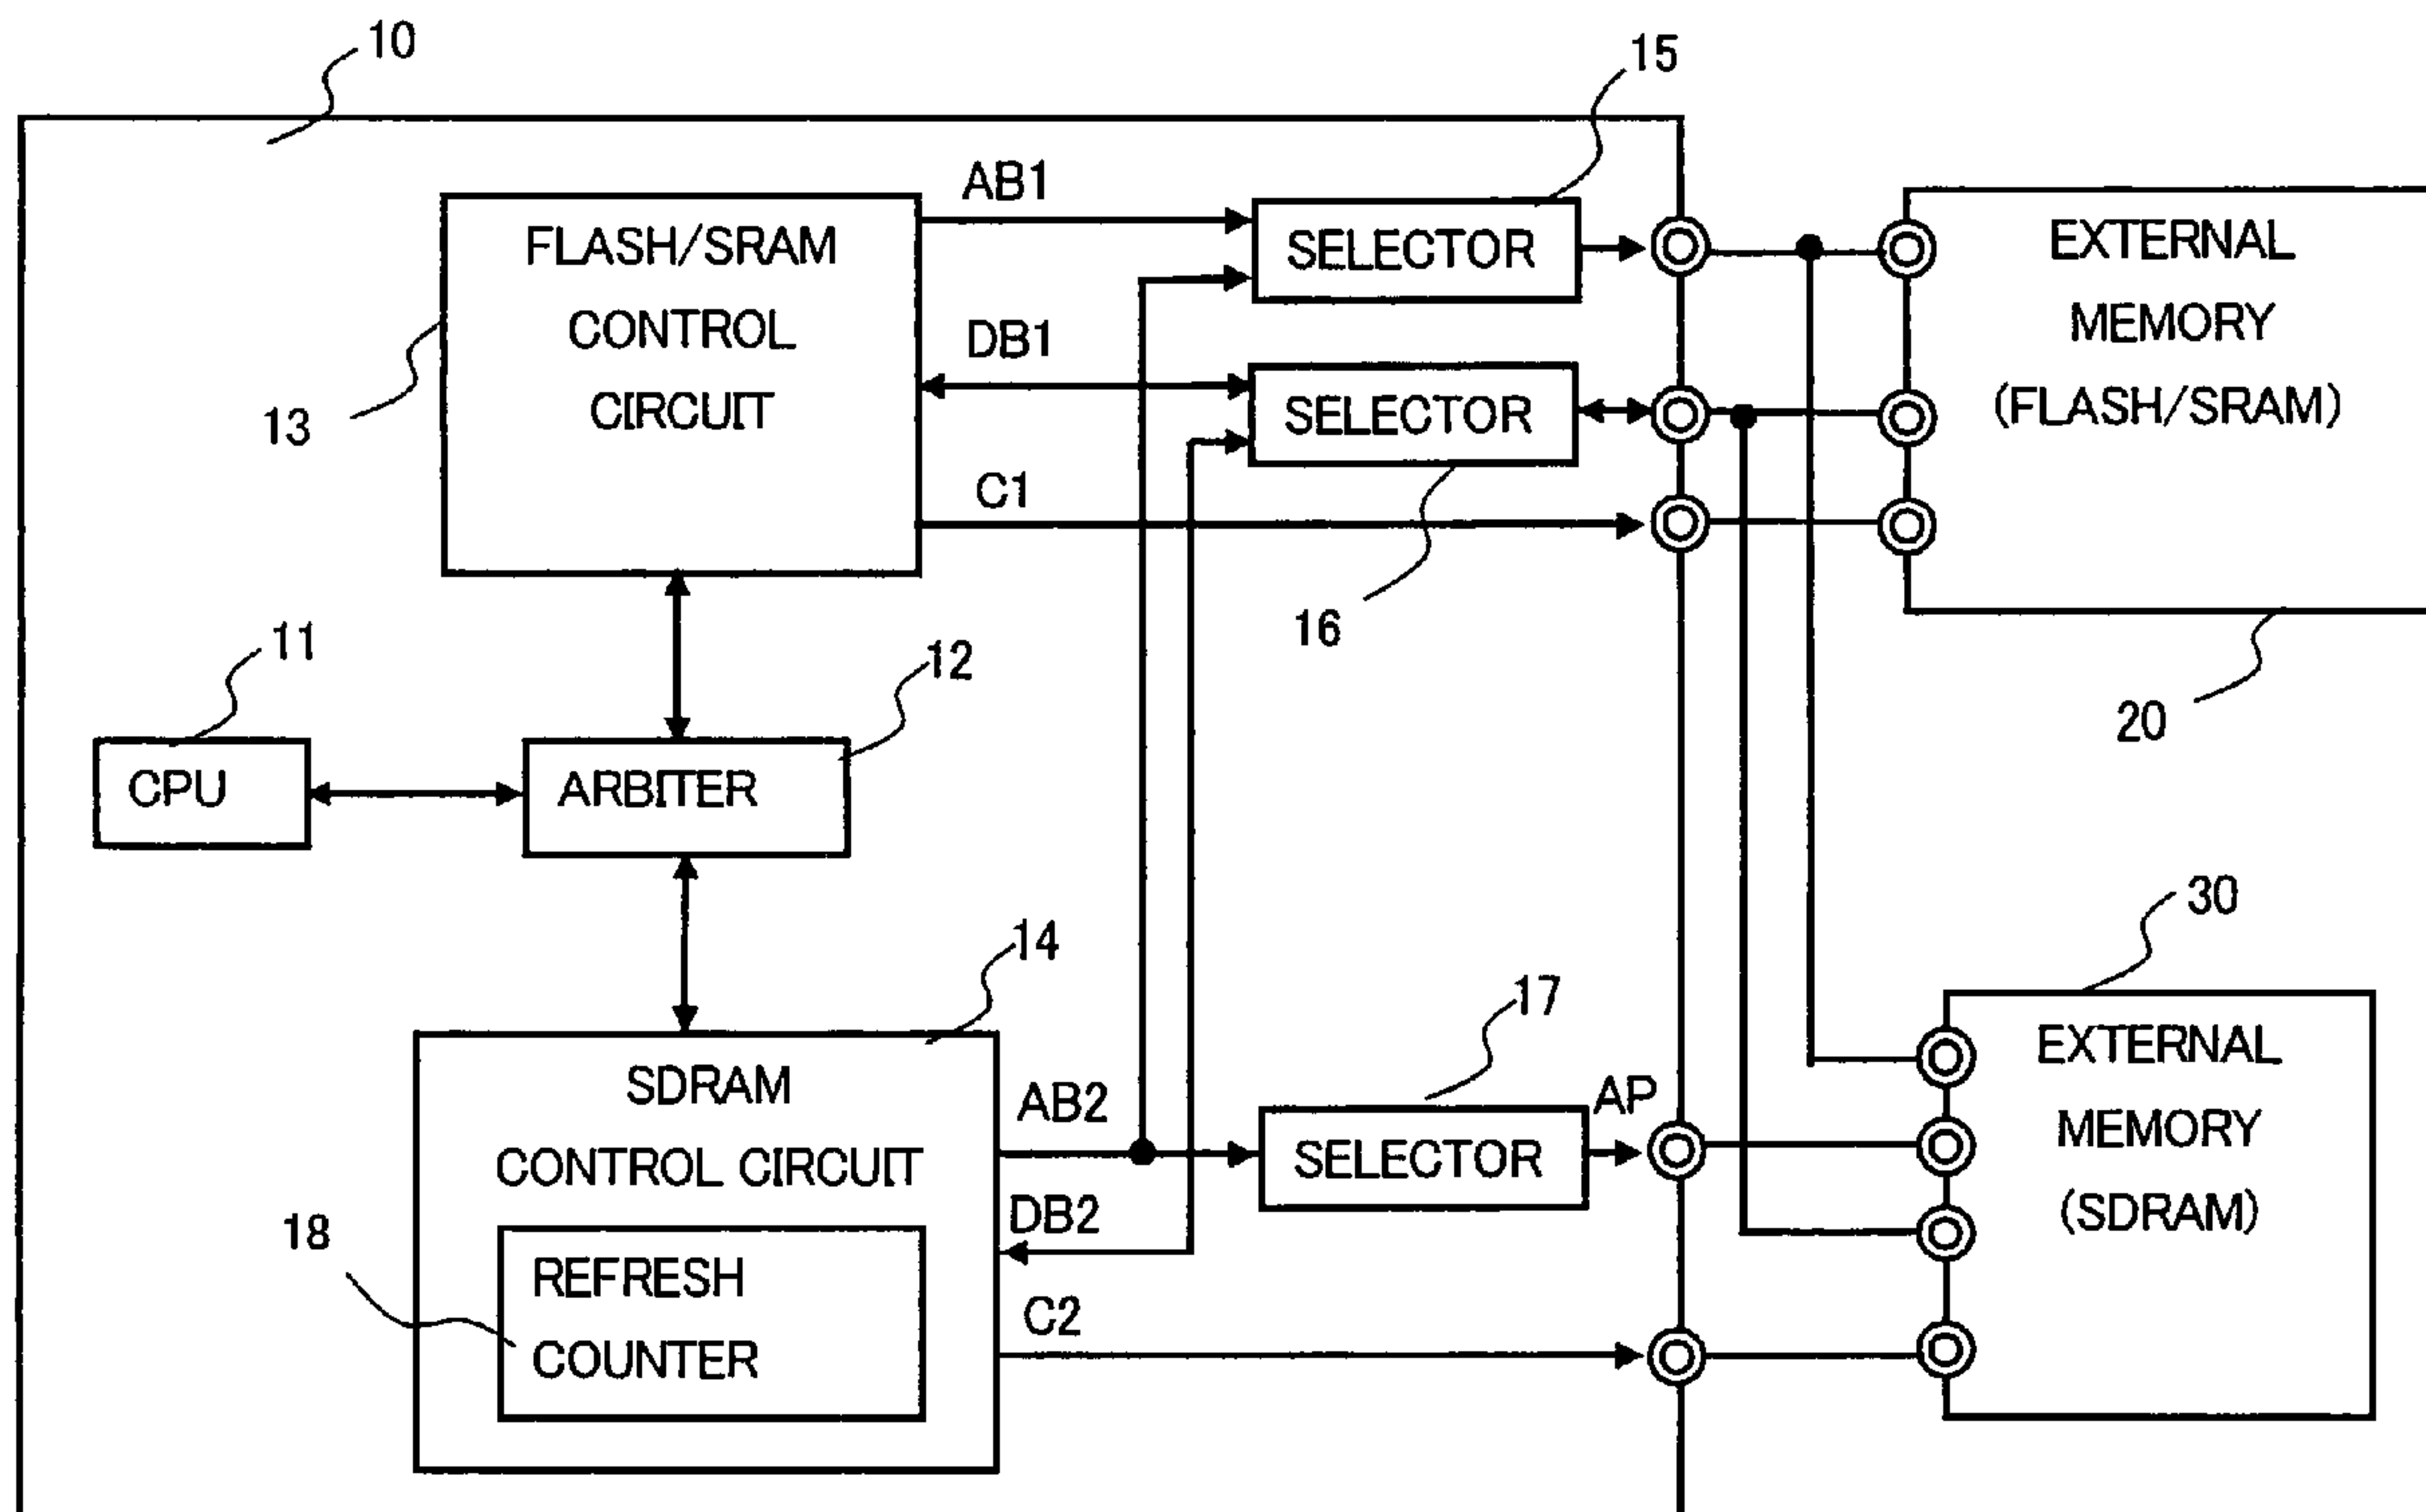 10
15
AB1
FLASH/SRAM
CONTROL
CIRCUIT
13
SELECTOR
EXTERNAL
MEMORY
(FLASH/SRAM)
DB1
SELECTOR
C1
16
20
11
12
CPU
ARBITER
14
17
30
SDRAM
CONTROL CIRCUIT
AB2
SELECTOR
AP
EXTERNAL
MEMORY
(SDRAM)
DB2
18
REFRESH
COUNTER
C2